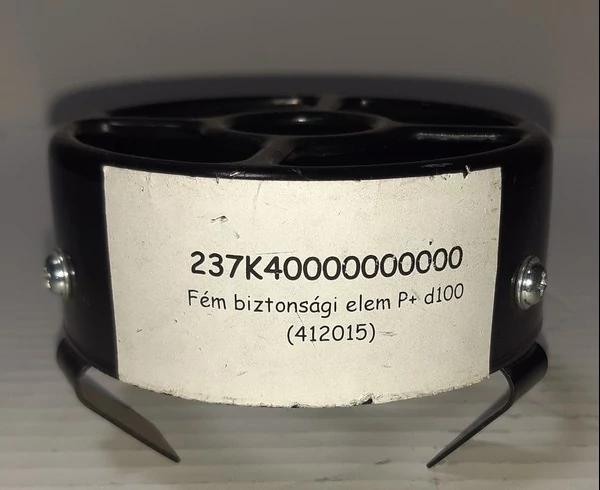 237K40000000000
Fém biztonsági elem P+ d100
(412015)